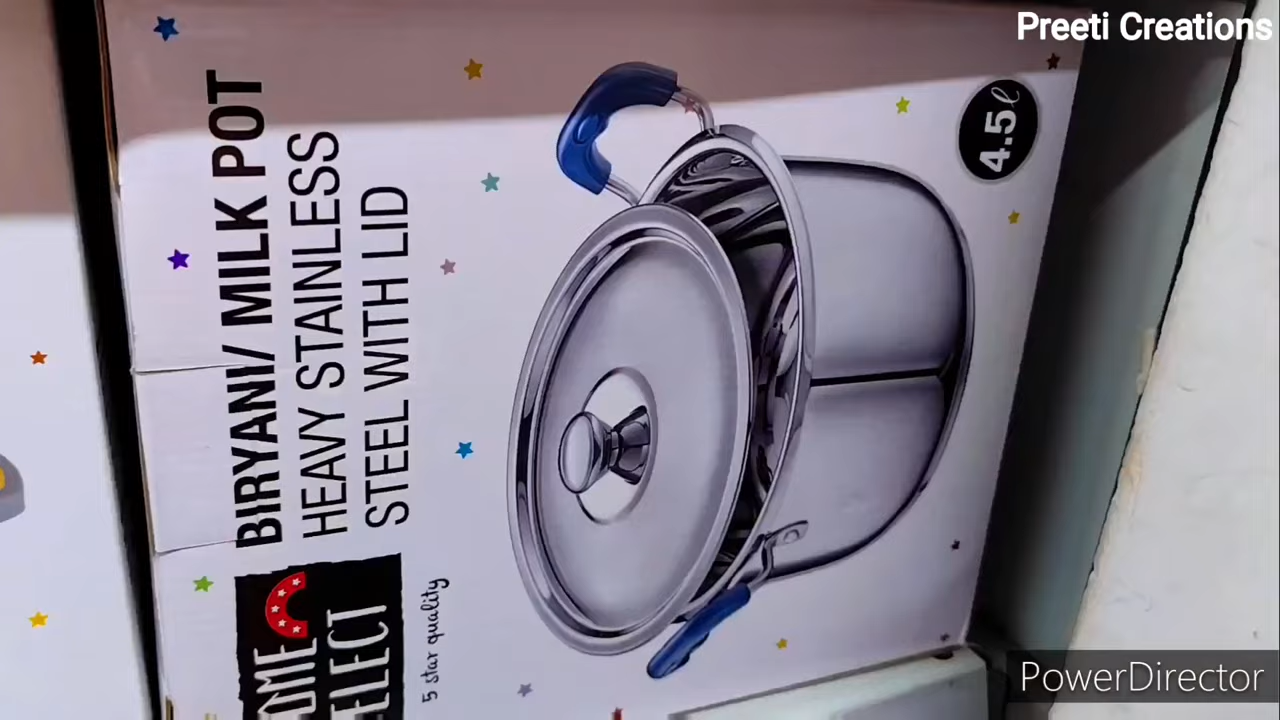 Preeti Creations
BIRYANI/ MILK POT
HEAVY STAINLESS
STEEL WITH LID
5 star quality
4.5ℓ
PowerDirector